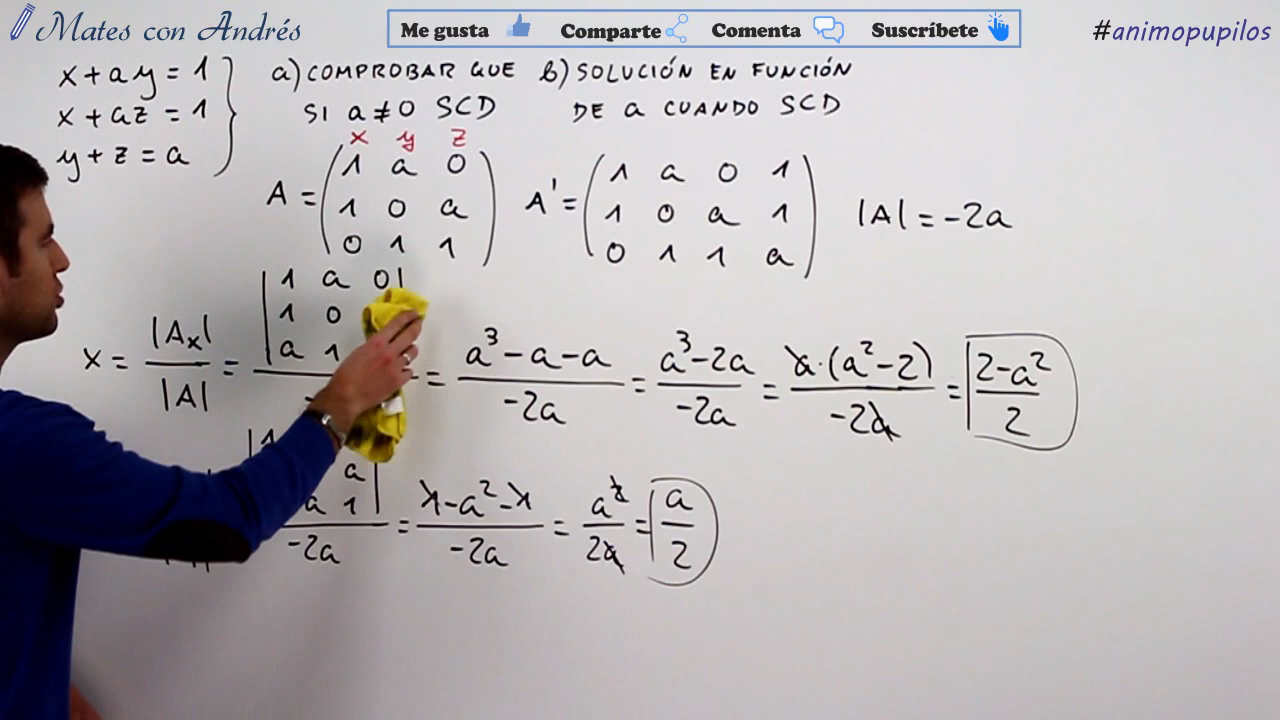 Mates con Andrés
Me gusta Comparte Comenta Suscríbete
#animopupilos
x + ay = 1
x + az = 1
y + z = a
a) COMPROBAR QUE
SI a ≠ 0 SCD
b) SOLUCIÓN EN FUNCIÓN
DE a CUANDO SCD
x y z
A = ( 1 a 0
1 0 a
0 1 1 )
A' = ( 1 a 0 1
1 0 a 1
0 1 1 a )
|A| = -2a
x = |Ax| / |A| =
| 1 a 0 |
1 0
a 1
= a³ - a - a / -2a = a³ - 2a / -2a = a·(a² - 2) / -2a = 2 - a² / 2
a
a 1
-2a
= 1 - a² - 1 / -2a = a² / 2a = a / 2